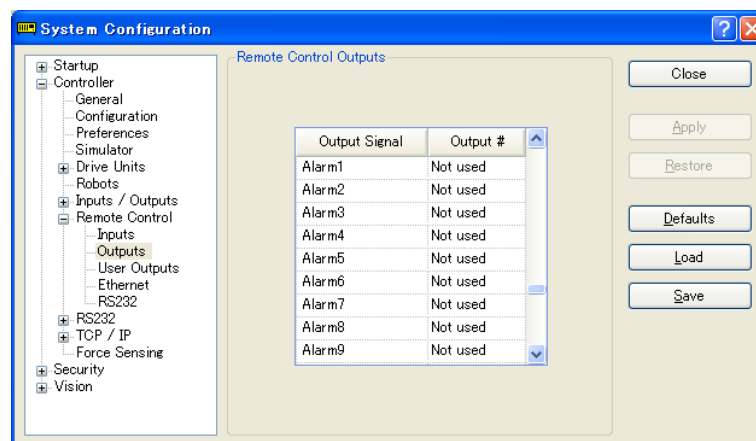 System Configuration
Startup
Controller
General
Configuration
Preferences
Simulator
Drive Units
Robots
Inputs / Outputs
Remote Control
Inputs
Outputs
User Outputs
Ethernet
RS232
RS232
TCP / IP
Force Sensing
Security
Vision
Remote Control Outputs
Output Signal Output #
Alarm1 Not used
Alarm2 Not used
Alarm3 Not used
Alarm4 Not used
Alarm5 Not used
Alarm6 Not used
Alarm7 Not used
Alarm8 Not used
Alarm9 Not used
Close
Apply
Restore
Defaults
Load
Save